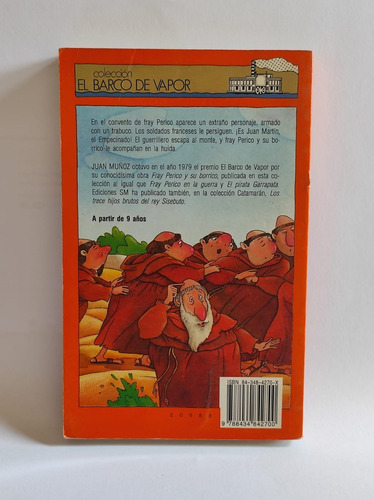 colección
EL BARCO DE VAPOR
En el convento de fray Perico aparece un extraño personaje, armado
con un trabuco. Los soldados franceses le persiguen. ¡Es Juan Martín,
el Empecinado! El guerrillero escapa al monte, y fray Perico y su bo-
rrico le acompañan en la huida.
JUAN MUÑOZ obtuvo en el año 1979 el premio El Barco de Vapor por
su conocidísima obra Fray Perico y su borrico, publicada en esta co-
lección al igual que Fray Perico en la guerra y El pirata Garrapata.
Ediciones SM ha publicado también, en la colección Catamarán, Los
trece hijos brutos del rey Sisebuto.
A partir de 9 años
ISBN 84-348-4270-X
9 788434 842700